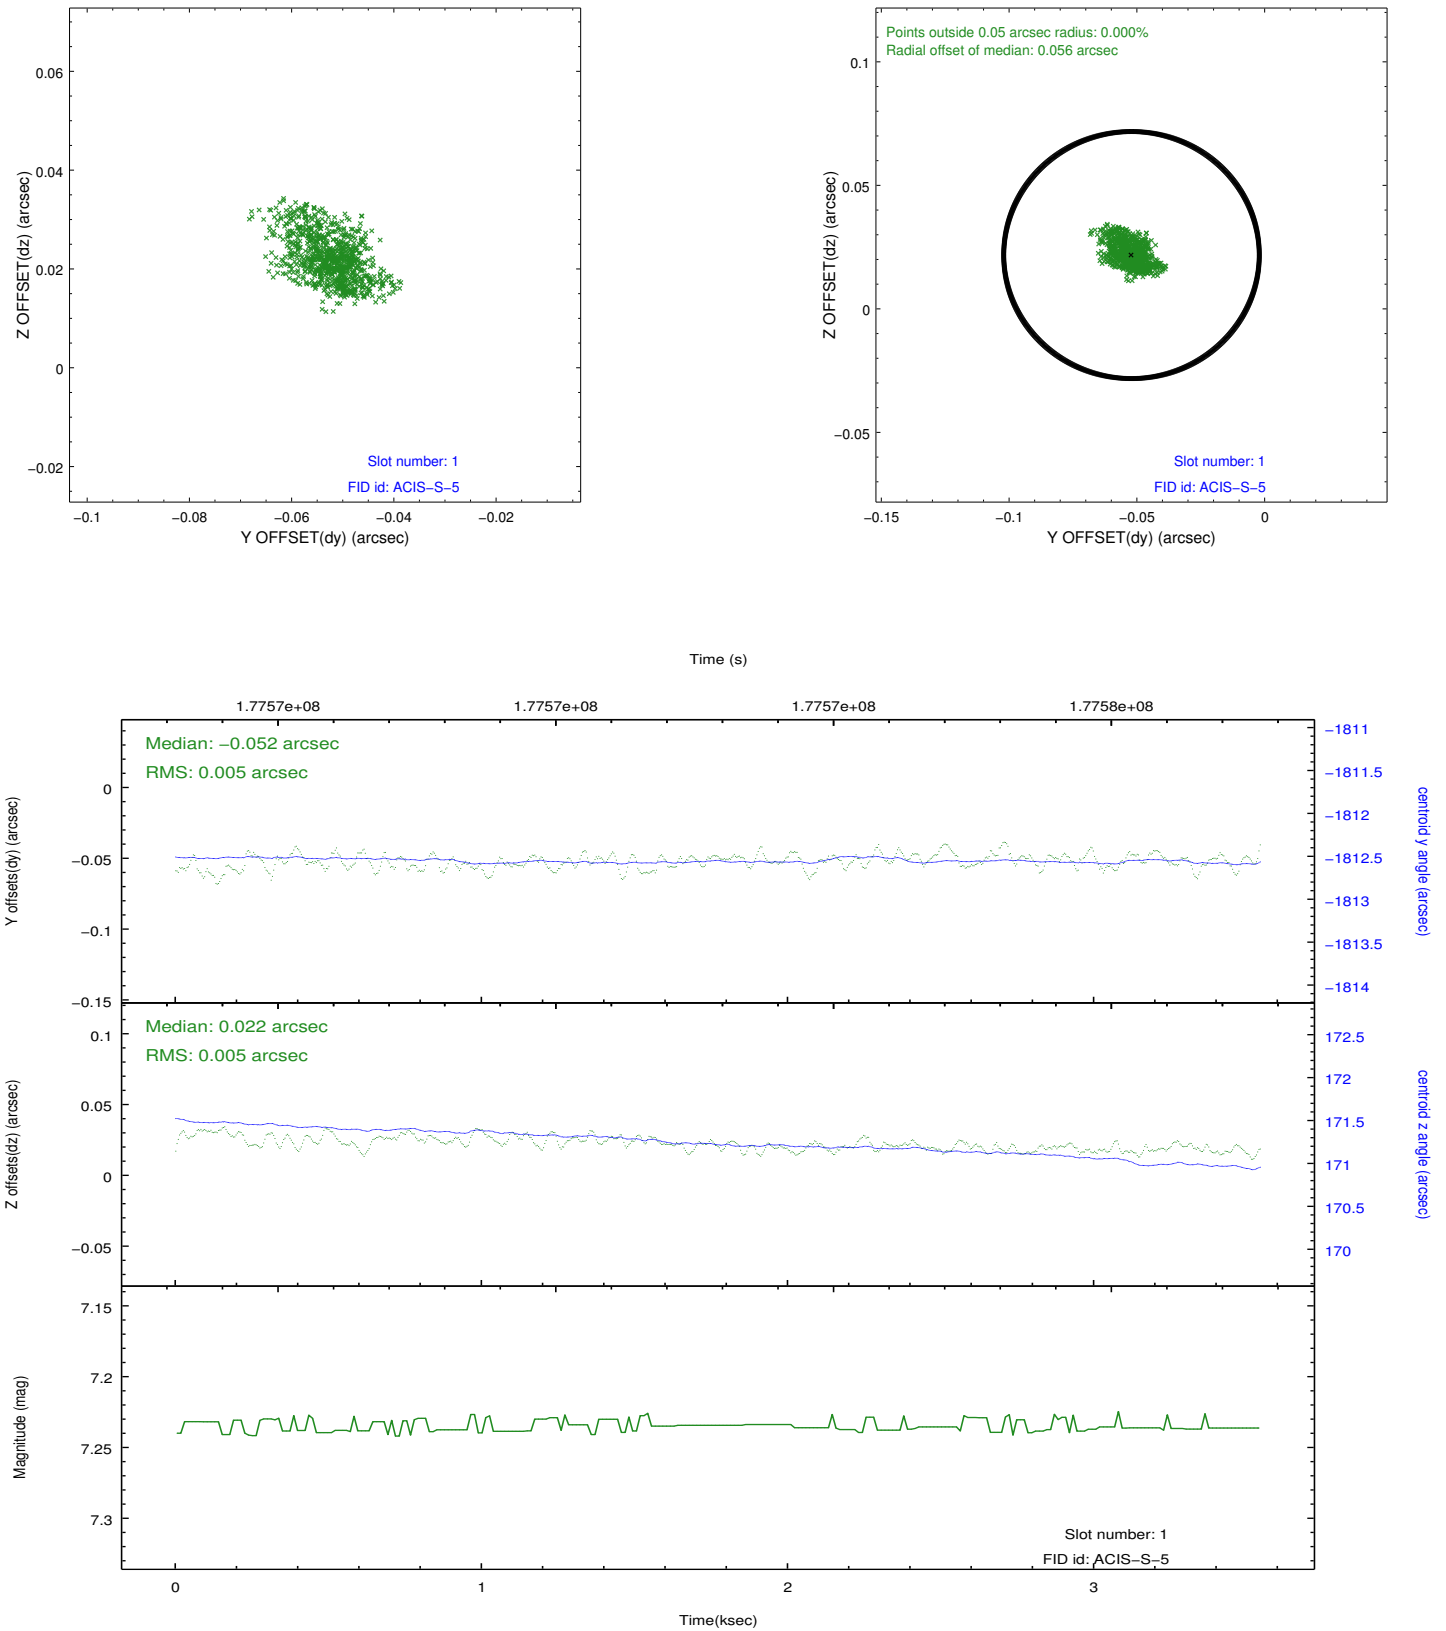 0.06
0.04
0.02
0
−0.02
Z OFFSET(dz) (arcsec)
Slot number: 1
FID id: ACIS−S−5
−0.1
−0.08
−0.06
−0.04
−0.02
Y OFFSET(dy) (arcsec)
Points outside 0.05 arcsec radius: 0.000%
Radial offset of median: 0.056 arcsec
0.1
0.05
0
−0.05
Z OFFSET(dz) (arcsec)
Slot number: 1
FID id: ACIS−S−5
−0.15
−0.1
−0.05
0
Y OFFSET(dy) (arcsec)
Time (s)
1.7757e+08
1.7757e+08
1.7757e+08
1.7758e+08
Median: −0.052 arcsec
RMS: 0.005 arcsec
0
−0.05
−0.1
−0.15
Y offsets(dy) (arcsec)
−1811
−1811.5
−1812
−1812.5
−1813
−1813.5
−1814
centroid y angle (arcsec)
Median: 0.022 arcsec
RMS: 0.005 arcsec
0.1
0.05
0
−0.05
Z offsets(dz) (arcsec)
172.5
172
171.5
171
170.5
170
centroid z angle (arcsec)
7.15
7.2
7.25
7.3
Magnitude (mag)
Slot number: 1
FID id: ACIS−S−5
0
1
2
3
Time(ksec)